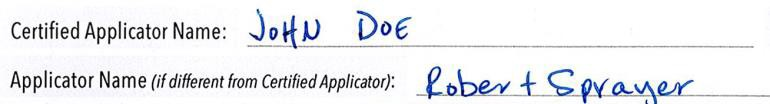 Certified Applicator Name: JOHN DOE
Applicator Name (if different from Certified Applicator): Robert Sprayer